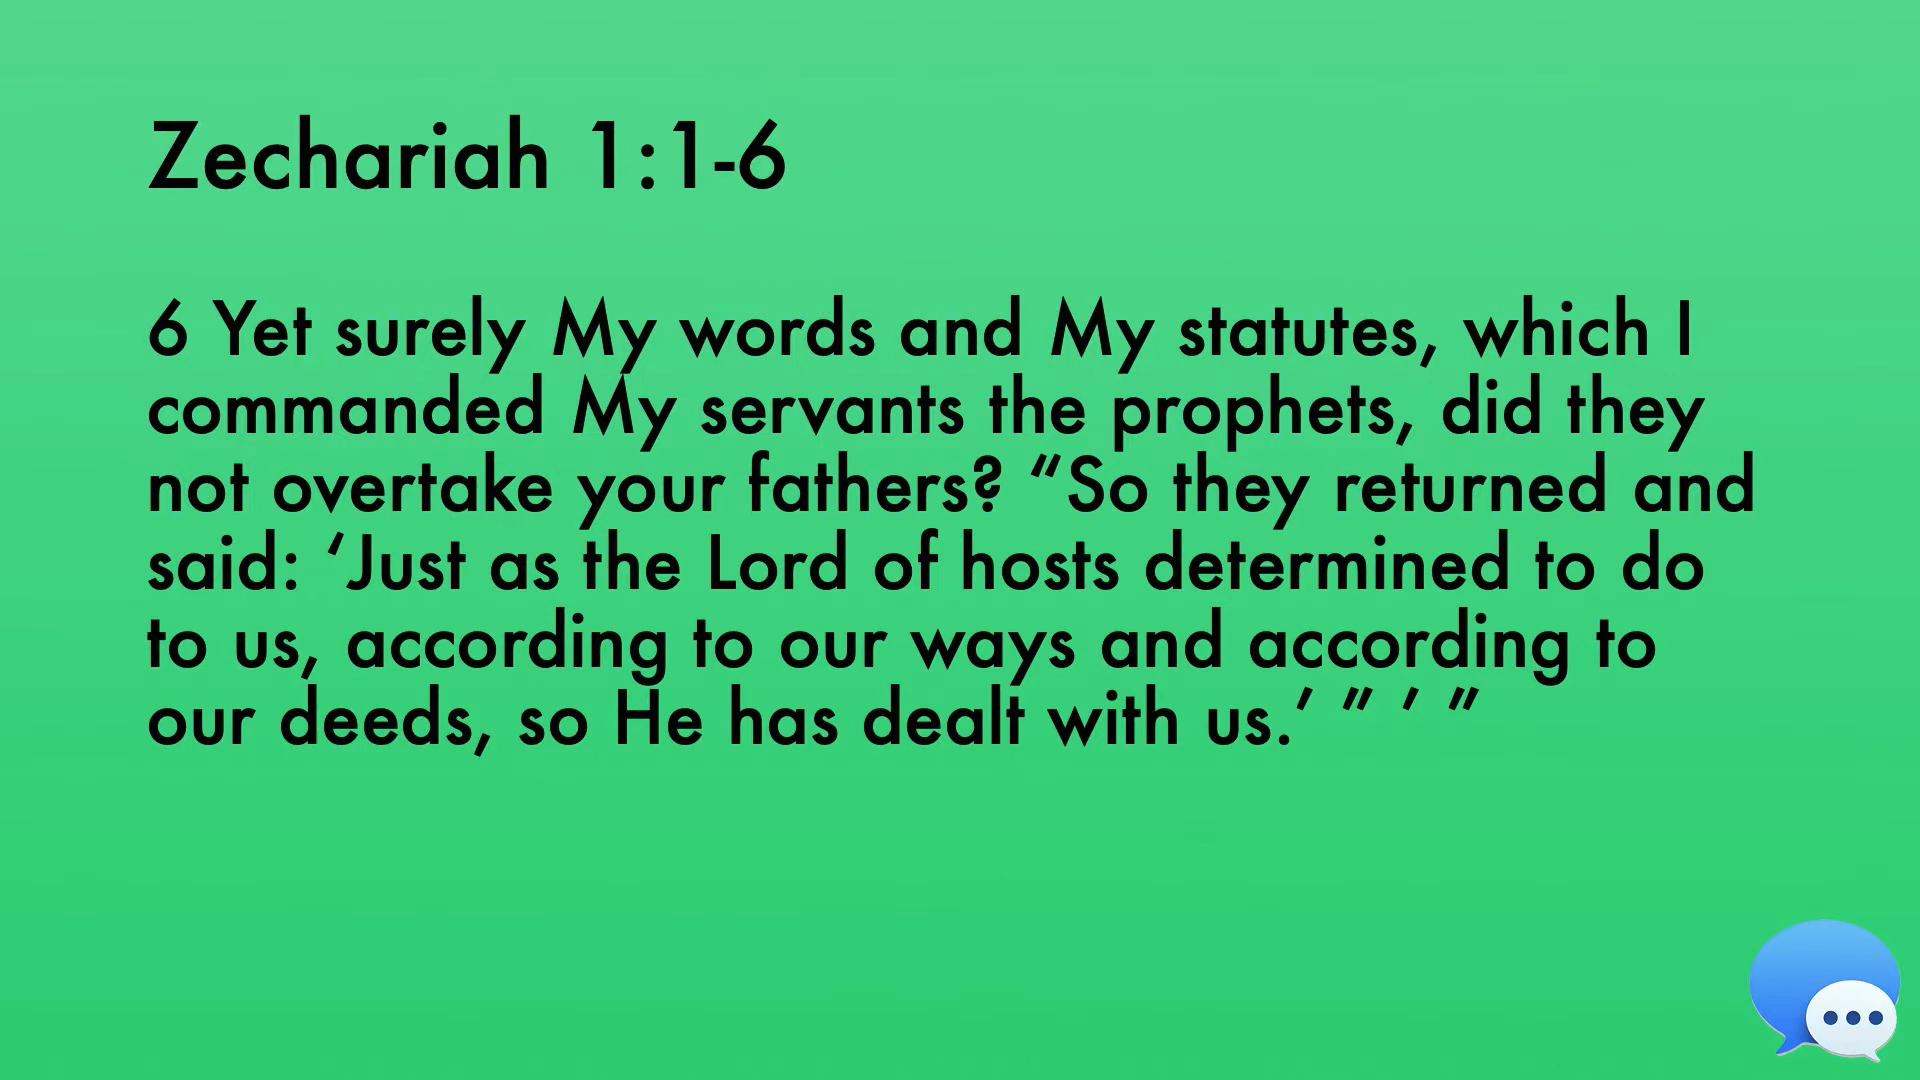 Zechariah 1:1-6
6 Yet surely My words and My statutes, which I
commanded My servants the prophets, did they
not overtake your fathers? “So they returned and
said: ‘Just as the Lord of hosts determined to do
to us, according to our ways and according to
our deeds, so He has dealt with us.’ ” ’ ”